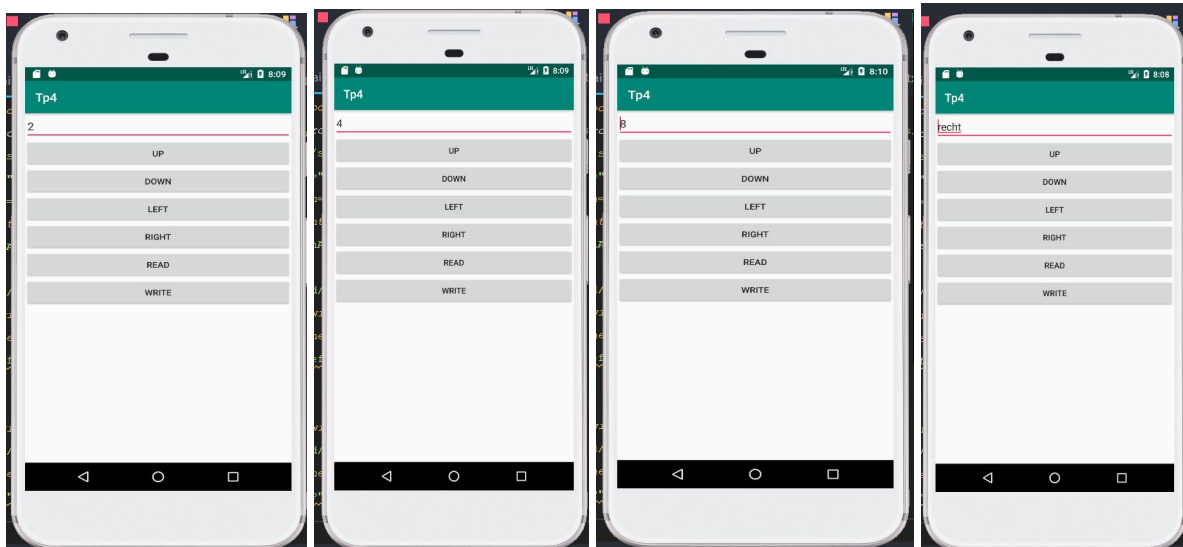 8:09
Tp4
2
UP
DOWN
LEFT
RIGHT
READ
WRITE
8:09
Tp4
4
UP
DOWN
LEFT
RIGHT
READ
WRITE
8:10
Tp4
8
UP
DOWN
LEFT
RIGHT
READ
WRITE
8:08
Tp4
recht
UP
DOWN
LEFT
RIGHT
READ
WRITE